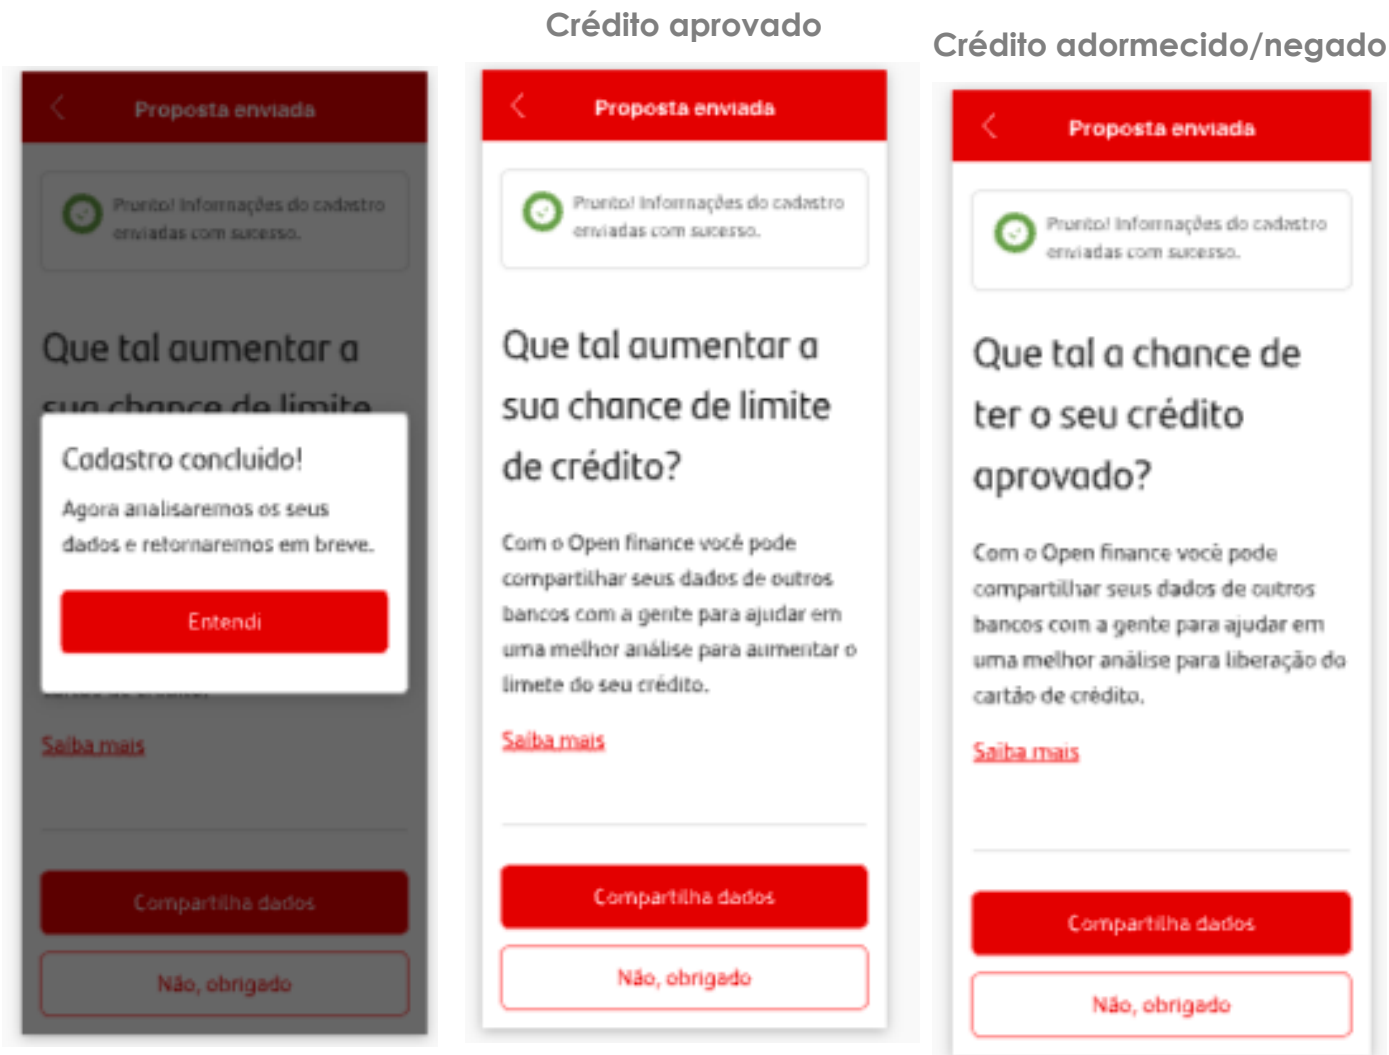 Crédito aprovado
Crédito adormecido/negado
Proposta enviada
Prunto! Informações do cadastro
enviadas com sucesso.
Que tal aumentar a
sua chance de limite
Cadastro concluído!
Agora analisaremos os seus
dados e retornaremos em breve.
Entendi
cartão de crédito.
Saiba mais
Compartilha dados
Não, obrigado
Proposta enviada
Prunto! Informações do cadastro
enviadas com sucesso.
Que tal aumentar a
sua chance de limite
de crédito?
Com o Open finance você pode
compartilhar seus dados de outros
bancos com a gente para ajudar em
uma melhor análise para aumentar o
limete do seu crédito.
Saiba mais
Compartilha dados
Não, obrigado
Proposta enviada
Prunto! Informações do cadastro
enviadas com sucesso.
Que tal a chance de
ter o seu crédito
aprovado?
Com o Open finance você pode
compartilhar seus dados de outros
bancos com a gente para ajudar em
uma melhor análise para liberação do
cartão de crédito.
Saiba mais
Compartilha dados
Não, obrigado